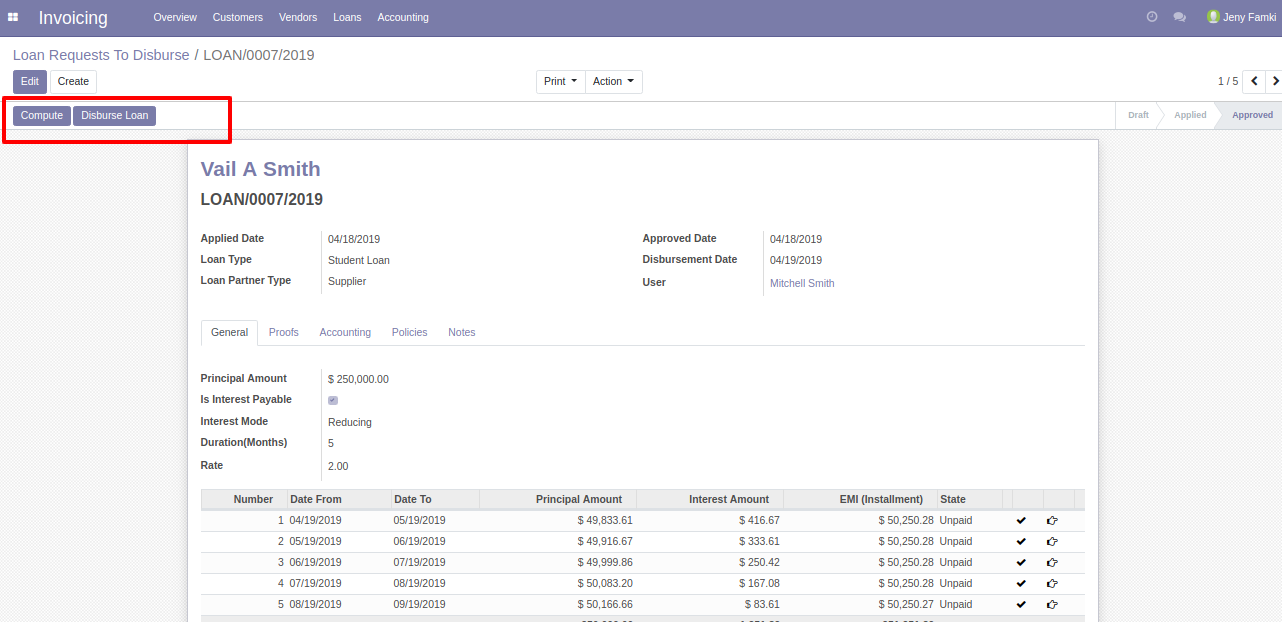 Invoicing Overview Customers Vendors Loans Accounting Jeny Famki
Loan Requests To Disburse / LOAN/0007/2019
Edit Create Print Action 1 / 5
Compute Disburse Loan Draft Applied Approved
Vail A Smith
LOAN/0007/2019
Applied Date 04/18/2019 Approved Date 04/18/2019
Loan Type Student Loan Disbursement Date 04/19/2019
Loan Partner Type Supplier User Mitchell Smith
General Proofs Accounting Policies Notes
Principal Amount $ 250,000.00
Is Interest Payable
Interest Mode Reducing
Duration(Months) 5
Rate 2.00
Number Date From Date To Principal Amount Interest Amount EMI (Installment) State
1 04/19/2019 05/19/2019 $ 49,833.61 $ 416.67 $ 50,250.28 Unpaid
2 05/19/2019 06/19/2019 $ 49,916.67 $ 333.61 $ 50,250.28 Unpaid
3 06/19/2019 07/19/2019 $ 49,999.86 $ 250.42 $ 50,250.28 Unpaid
4 07/19/2019 08/19/2019 $ 50,083.20 $ 167.08 $ 50,250.28 Unpaid
5 08/19/2019 09/19/2019 $ 50,166.66 $ 83.61 $ 50,250.27 Unpaid